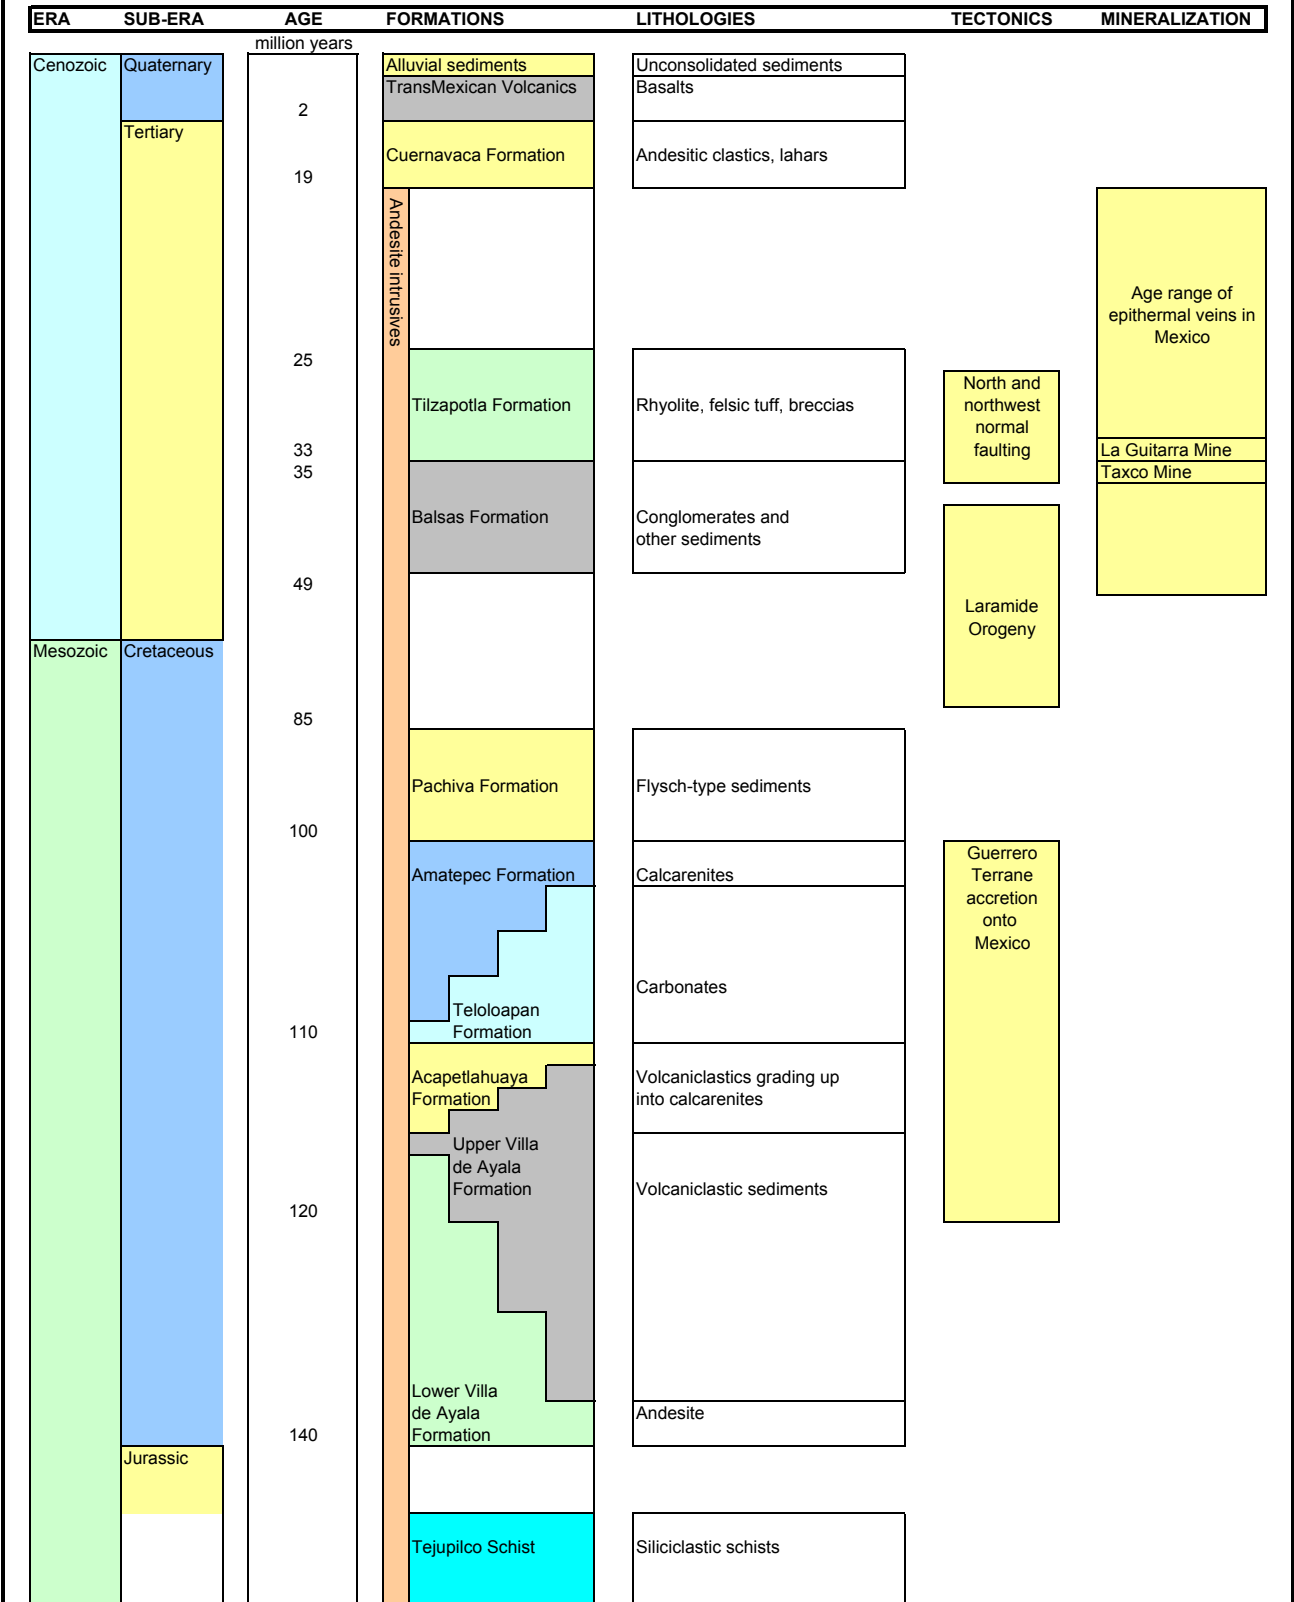 ERA SUB-ERA AGE FORMATIONS LITHOLOGIES TECTONICS MINERALIZATION
million years
Cenozoic Quaternary Alluvial sediments Unconsolidated sediments
TransMexican Volcanics Basalts
2
Tertiary
Cuernavaca Formation Andesitic clastics, lahars
19
Andesite intrusives
Age range of
epithermal veins in
Mexico
25
North and
northwest
normal
faulting
Tilzapotla Formation Rhyolite, felsic tuff, breccias
33 La Guitarra Mine
35 Taxco Mine
Balsas Formation Conglomerates and
other sediments
49
Laramide
Orogeny
Mesozoic Cretaceous
85
Pachiva Formation Flysch-type sediments
100
Guerrero
Terrane
accretion
onto
Mexico
Amatepec Formation Calcarenites
Carbonates
Teloloapan
Formation
110
Acapetlahuaya
Formation
Volcaniclastics grading up
into calcarenites
Upper Villa
de Ayala
Formation
Volcaniclastic sediments
120
Lower Villa
de Ayala
Formation
Andesite
140
Jurassic
Tejupilco Schist Siliciclastic schists